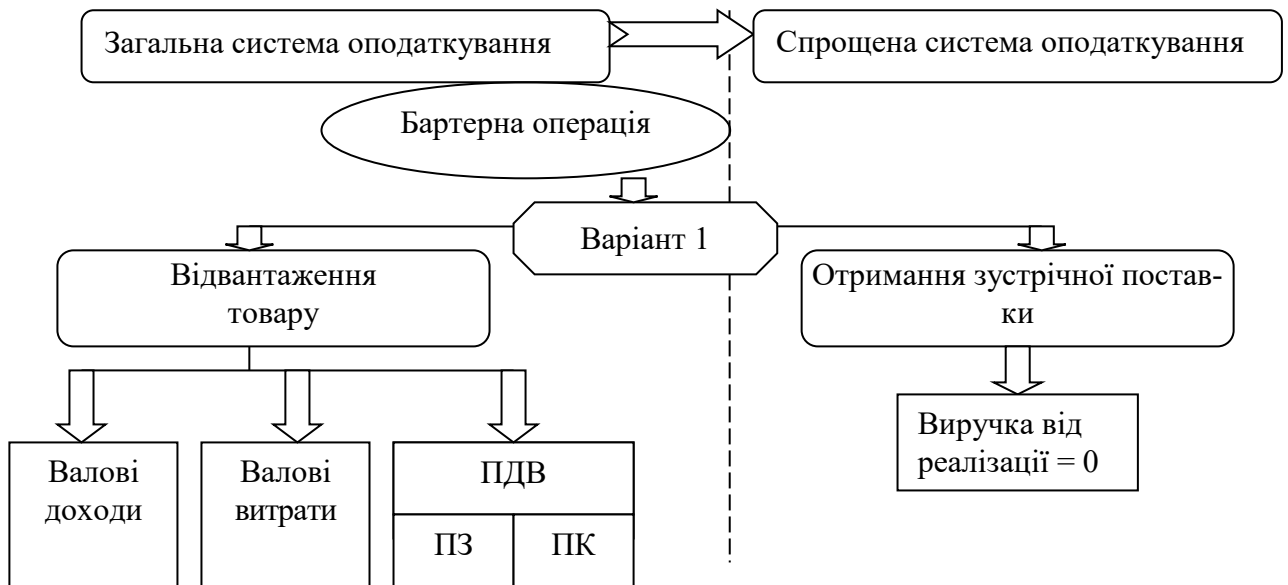 Загальна система оподаткування
Спрощена система оподаткування
Бартерна операція
Варіант 1
Відвантаження
товару
Отримання зустрічної постав-
ки
Валові
доходи
Валові
витрати
ПДВ
ПЗ
ПК
Виручка від
реалізації = 0